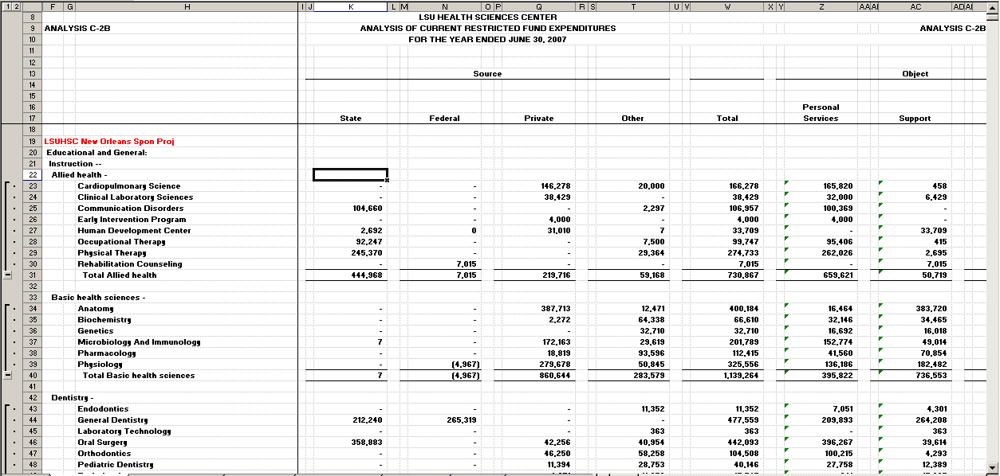 1 2 F G H I J K L M N O P Q R S T U V W X Y Z AA AI AC AD AI
8 LSU HEALTH SCIENCES CENTER
9 ANALYSIS C-2B ANALYSIS OF CURRENT RESTRICTED FUND EXPENDITURES ANALYSIS C-2B
10 FOR THE YEAR ENDED JUNE 30, 2007
11
12
13 Source Object
14
15
16 Personal
17 State Federal Private Other Total Services Support
18
19 LSUHSC New Orleans Spon Proj
20 Educational and General:
21 Instruction --
22 Allied health -
23 Cardiopulmonary Science - - 146,278 20,000 166,278 165,820 458
24 Clinical Laboratory Sciences - - 38,429 - 38,429 32,000 6,429
25 Communication Disorders 104,660 - - 2,297 106,957 100,369 -
26 Early Intervention Program - - 4,000 - 4,000 4,000 -
27 Human Development Center 2,692 0 31,010 7 33,709 - 33,709
28 Occupational Therapy 92,247 - - 7,500 99,747 95,406 415
29 Physical Therapy 245,370 - - 29,364 274,733 262,026 2,695
30 Rehabilitation Counseling - 7,015 - - 7,015 - 7,015
31 Total Allied health 444,968 7,015 219,716 59,168 730,867 659,621 50,719
32
33 Basic health sciences -
34 Anatomy - - 387,713 12,471 400,184 16,464 383,720
35 Biochemistry - - 2,272 64,338 66,610 32,146 34,465
36 Genetics - - - 32,710 32,710 16,692 16,018
37 Microbiology And Immunology 7 - 172,163 29,619 201,789 152,774 49,014
38 Pharmacology - - 18,819 93,596 112,415 41,560 70,854
39 Physiology - (4,967) 279,678 50,845 325,556 136,186 182,482
40 Total Basic health sciences 7 (4,967) 860,644 283,579 1,139,264 395,822 736,553
41
42 Dentistry -
43 Endodontics - - - 11,352 11,352 7,051 4,301
44 General Dentistry 212,240 265,319 - - 477,559 209,893 264,208
45 Laboratory Technology - - - 363 363 - 363
46 Oral Surgery 358,883 - 42,256 40,954 442,093 396,267 39,614
47 Orthodontics - - 46,250 58,258 104,508 100,215 4,293
48 Pediatric Dentistry - - 11,394 28,753 40,146 27,758 12,389